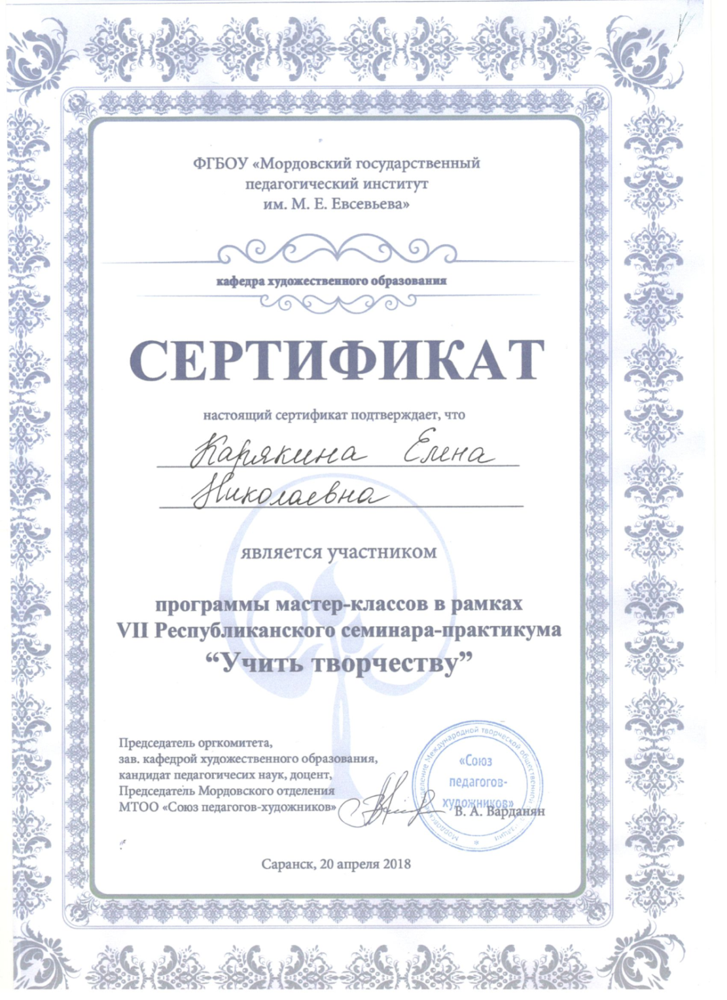 ФГБОУ «Мордовский государственный
педагогический институт
им. М. Е. Евсевьева»
кафедра художественного образования
СЕРТИФИКАТ
настоящий сертификат подтверждает, что
Карякина Елена
Николаевна
является участником
программы мастер-классов в рамках
VII Республиканского семинара-практикума
“Учить творчеству”
Председатель оргкомитета,
зав. кафедрой художественного образования,
кандидат педагогичесих наук, доцент,
Председатель Мордовского отделения
МТОО «Союз педагогов-художников»
В. А. Варданян
Мордовское отделение Международной творческой общественной
«Союз
педагогов-
художников»
Саранск, 20 апреля 2018